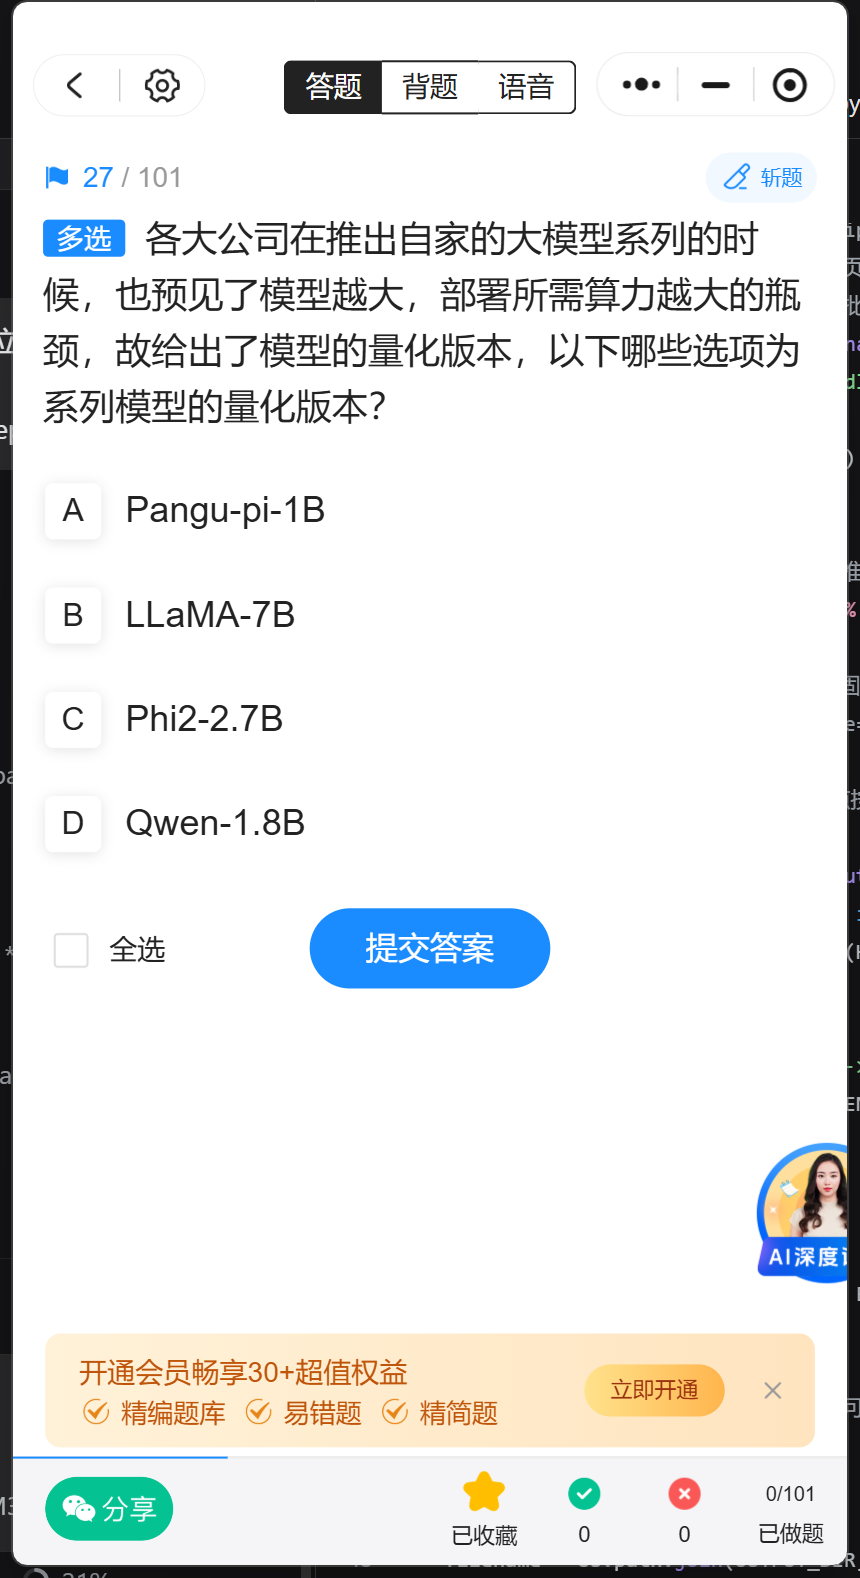 答题 背题 语音
27 / 101
斩题
多选 各大公司在推出自家的大模型系列的时
候，也预见了模型越大，部署所需算力越大的瓶
颈，故给出了模型的量化版本，以下哪些选项为
系列模型的量化版本？
A Pangu-pi-1B
B LLaMA-7B
C Phi2-2.7B
D Qwen-1.8B
全选
提交答案
AI深度
开通会员畅享30+超值权益
精编题库 易错题 精简题
立即开通
分享
已收藏
0
0
0/101
已做题